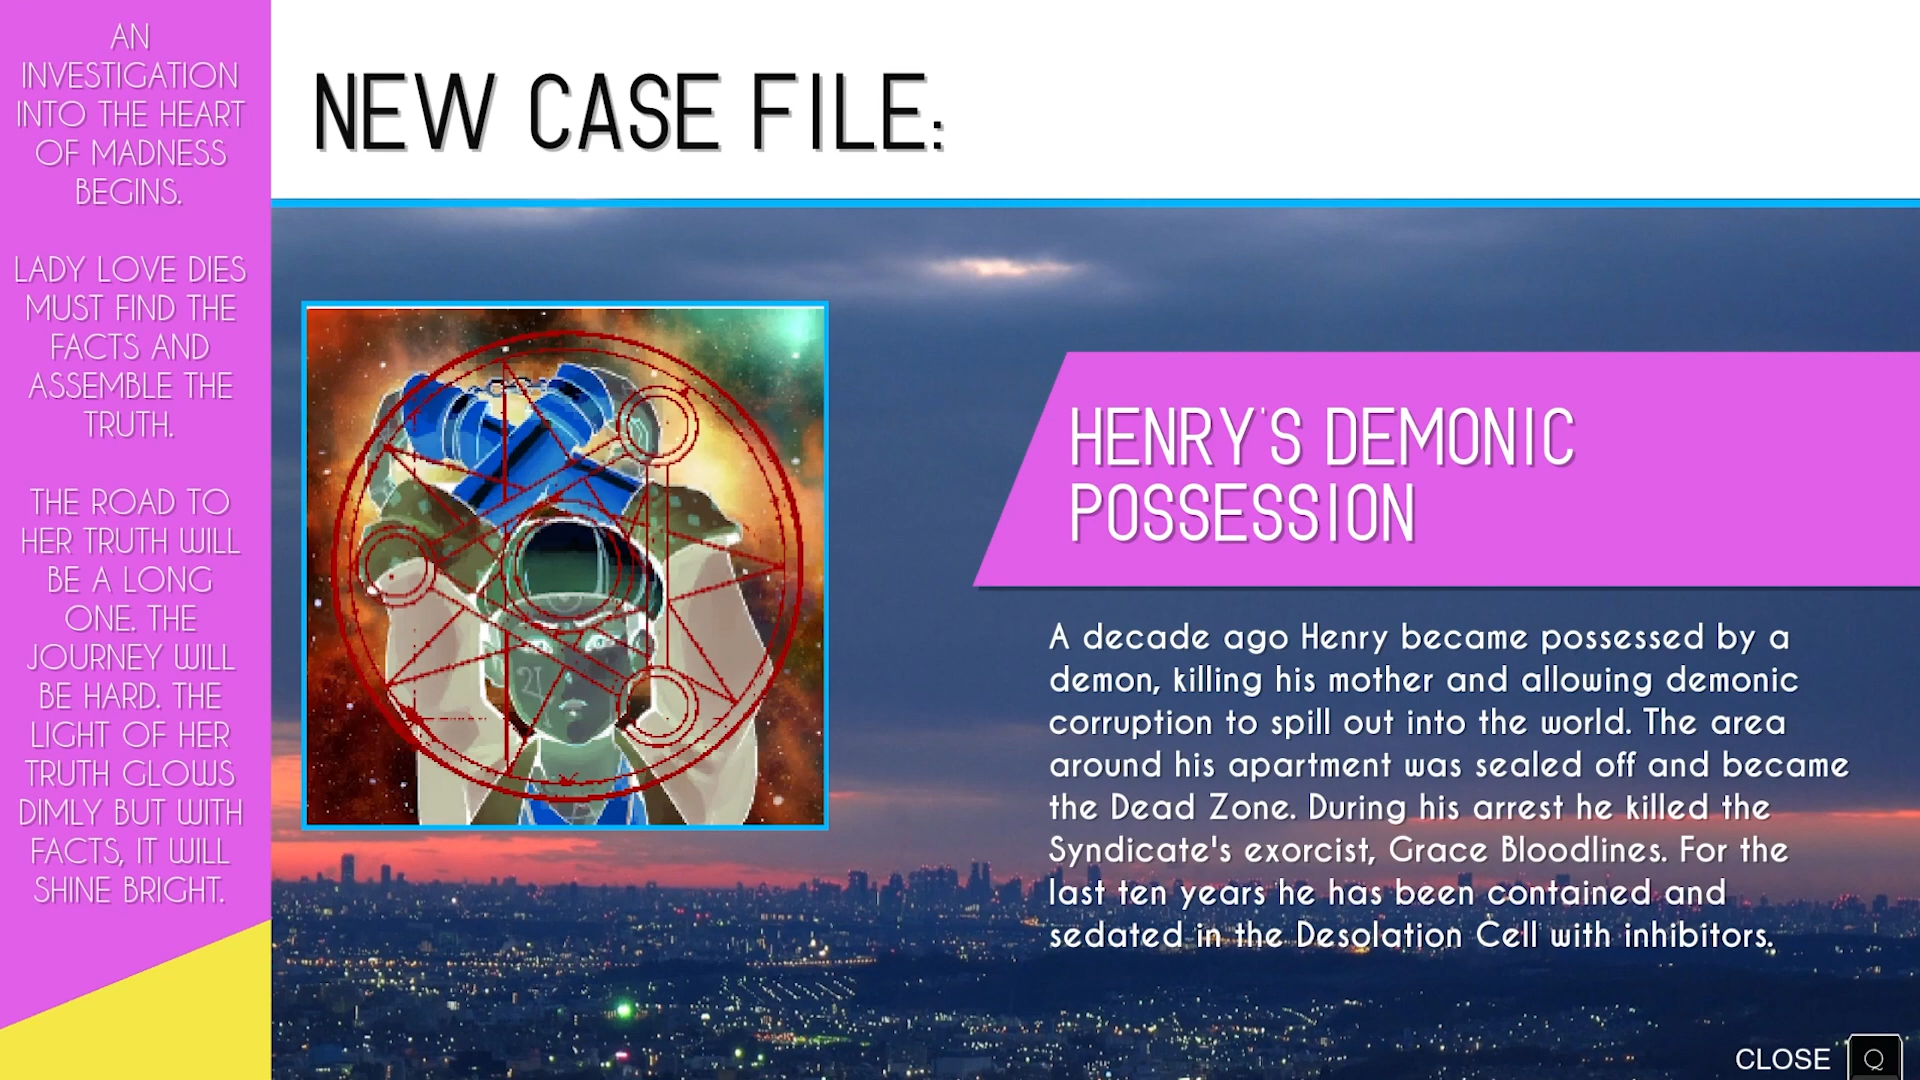 AN
INVESTIGATION
INTO THE HEART
OF MADNESS
BEGINS.
LADY LOVE DIES
MUST FIND THE
FACTS AND
ASSEMBLE THE
TRUTH.
THE ROAD TO
HER TRUTH WILL
BE A LONG
ONE. THE
JOURNEY WILL
BE HARD. THE
LIGHT OF HER
TRUTH GLOWS
DIMLY BUT WITH
FACTS, IT WILL
SHINE BRIGHT.
NEW CASE FILE:
HENRY'S DEMONIC
POSSESSION
A decade ago Henry became possessed by a
demon, killing his mother and allowing demonic
corruption to spill out into the world. The area
around his apartment was sealed off and became
the Dead Zone. During his arrest he killed the
Syndicate's exorcist, Grace Bloodlines. For the
last ten years he has been contained and
sedated in the Desolation Cell with inhibitors.
CLOSE Q